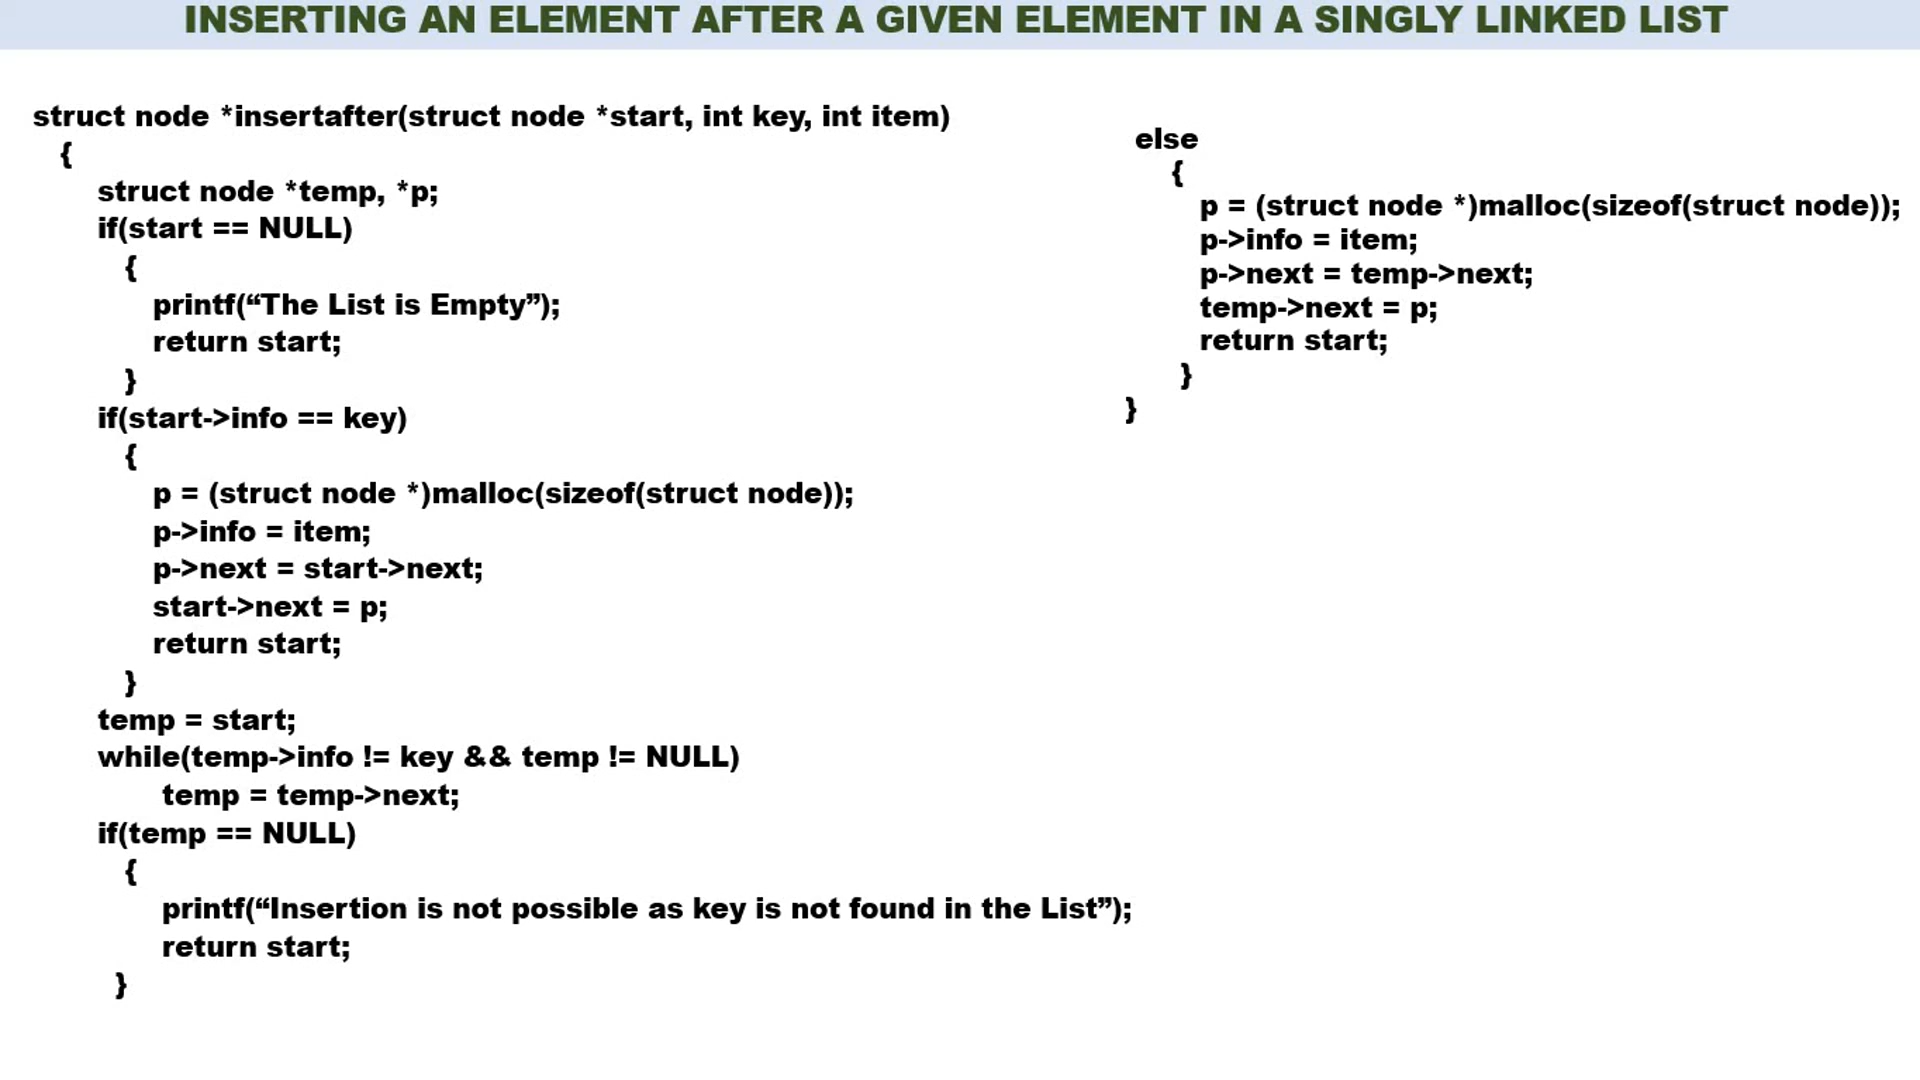 INSERTING AN ELEMENT AFTER A GIVEN ELEMENT IN A SINGLY LINKED LIST
struct node *insertafter(struct node *start, int key, int item)
{
struct node *temp, *p;
if(start == NULL)
{
printf(“The List is Empty”);
return start;
}
if(start->info == key)
{
p = (struct node *)malloc(sizeof(struct node));
p->info = item;
p->next = start->next;
start->next = p;
return start;
}
temp = start;
while(temp->info != key && temp != NULL)
temp = temp->next;
if(temp == NULL)
{
printf(“Insertion is not possible as key is not found in the List”);
return start;
}
else
{
p = (struct node *)malloc(sizeof(struct node));
p->info = item;
p->next = temp->next;
temp->next = p;
return start;
}
}